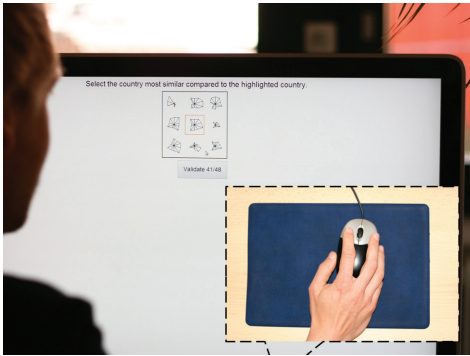 Select the country most similar compared to the highlighted country.
Validate 41/48